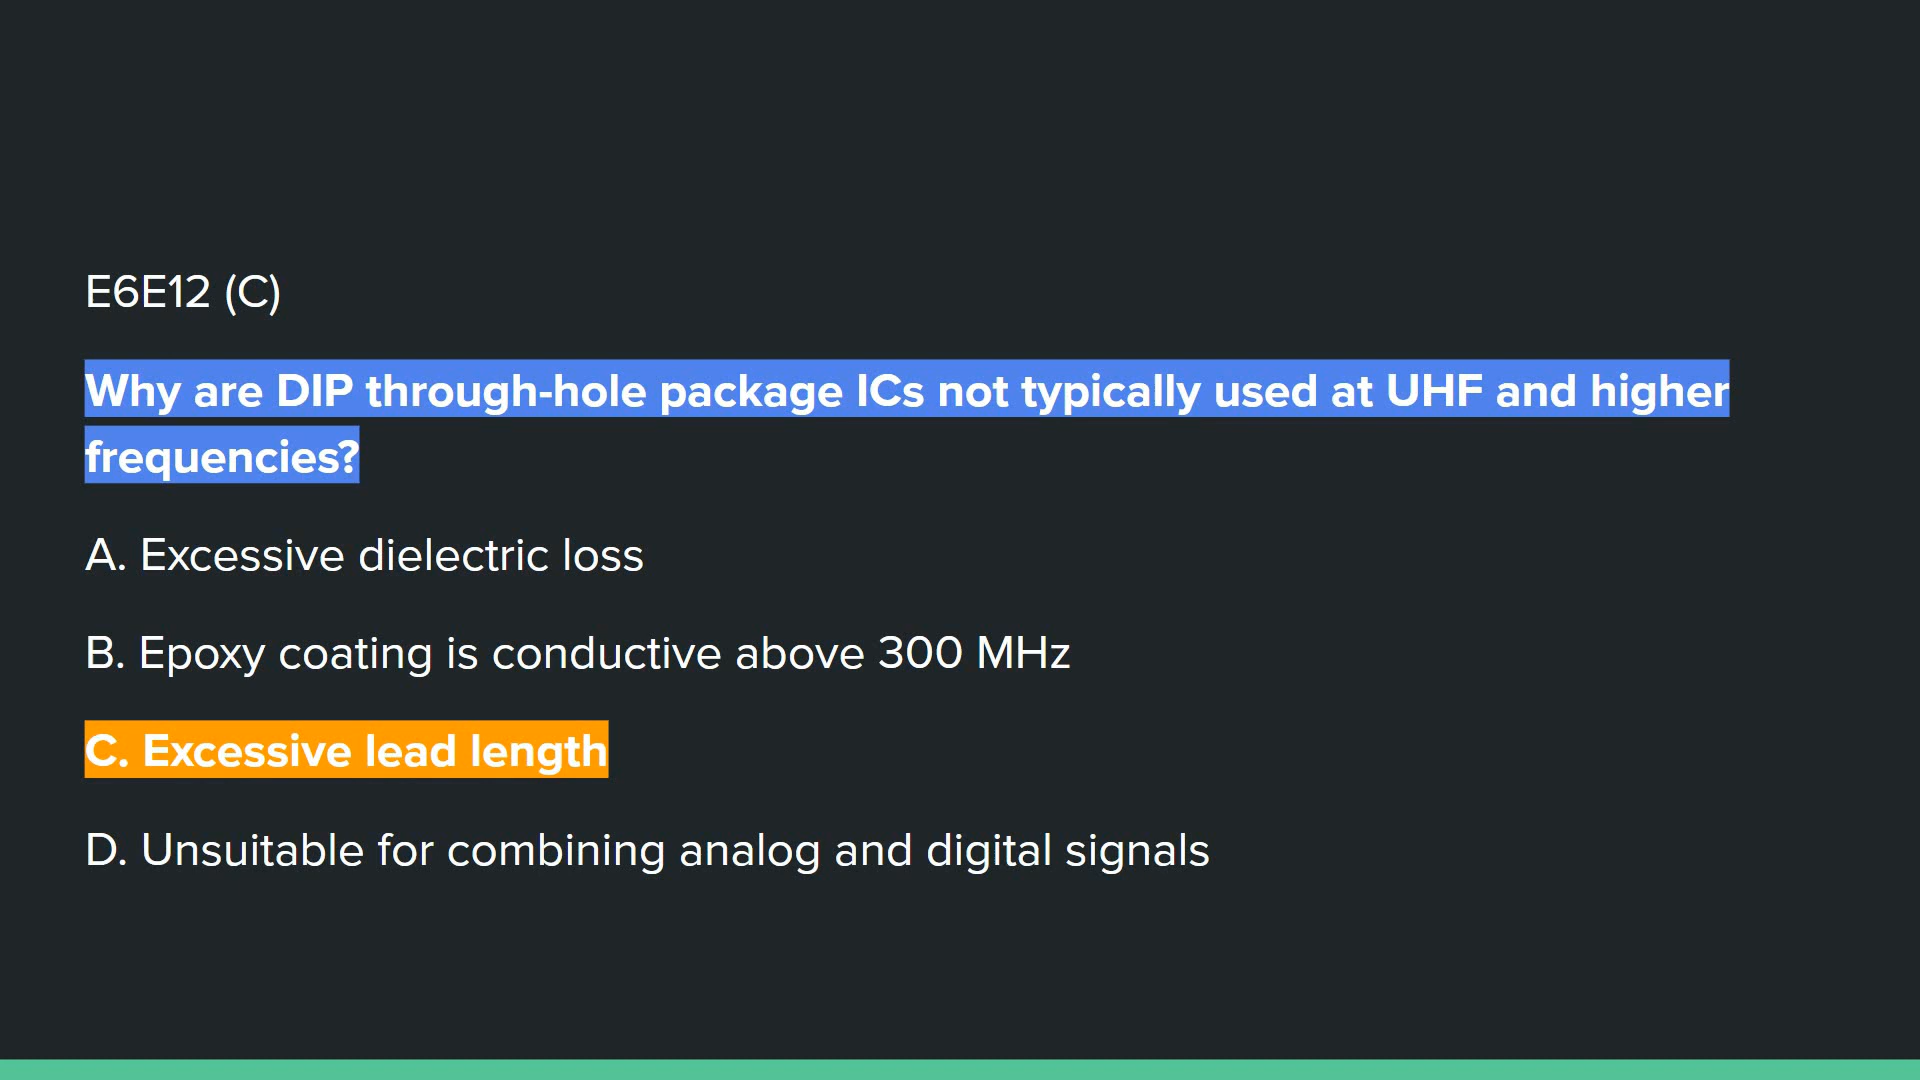 E6E12 (C)
Why are DIP through-hole package ICs not typically used at UHF and higher
frequencies?
A. Excessive dielectric loss
B. Epoxy coating is conductive above 300 MHz
C. Excessive lead length
D. Unsuitable for combining analog and digital signals